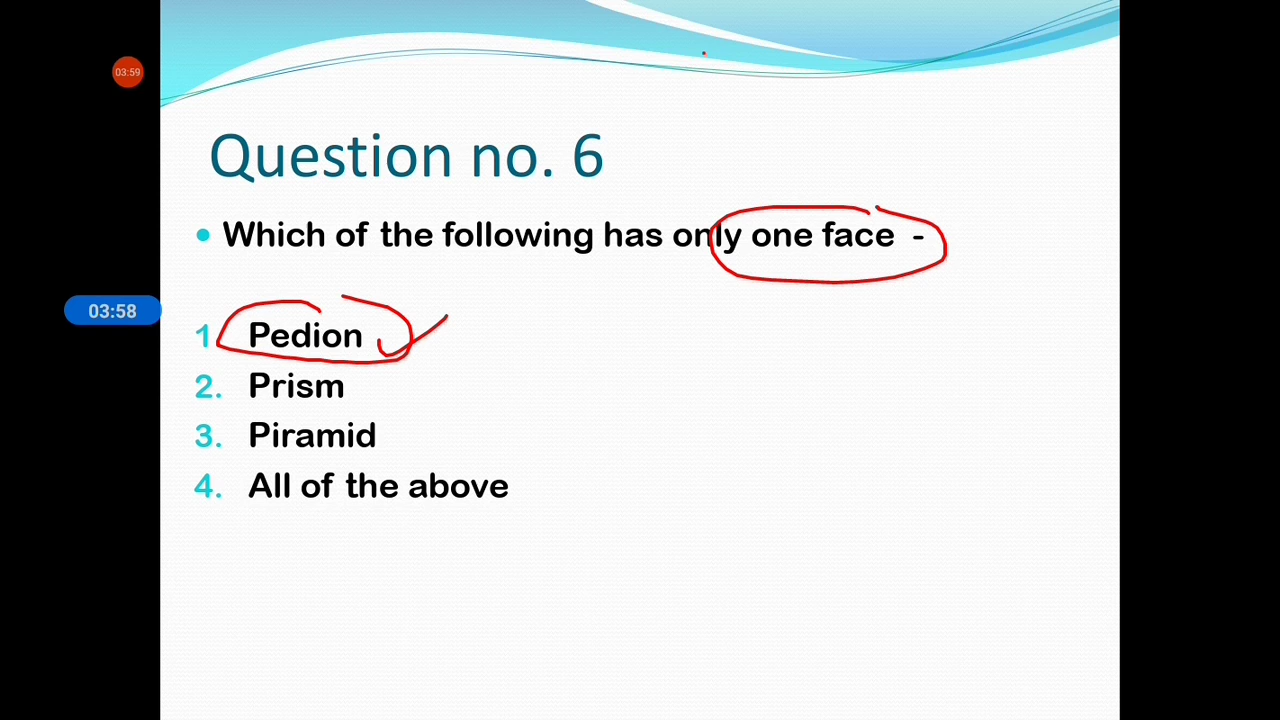 03:59
Question no. 6
• Which of the following has only one face -
03:58
1. Pedion
2. Prism
3. Piramid
4. All of the above